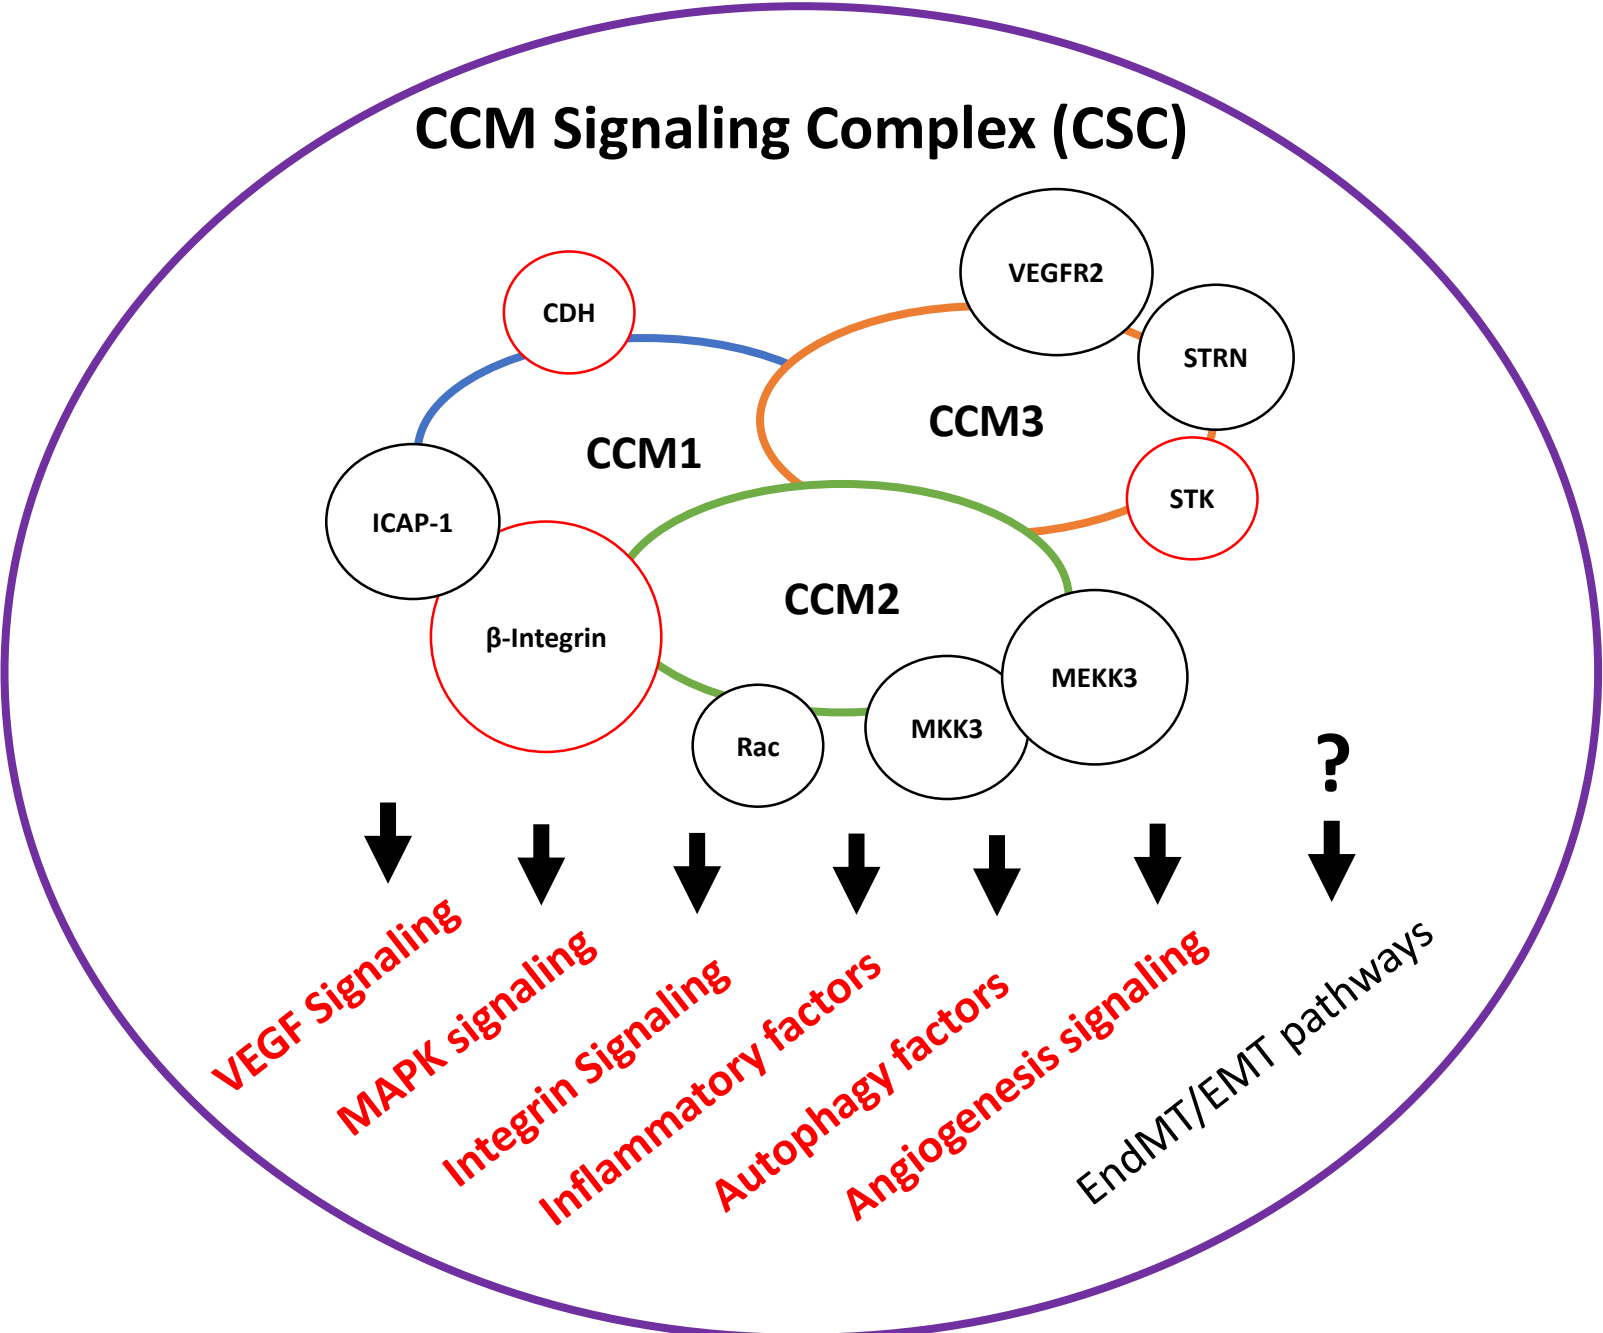 CCM Signaling Complex (CSC)
VEGFR2
CDH
STRN
CCM3
CCM1
STK
ICAP-1
CCM2
β-Integrin
MEKK3
MKK3
Rac
?
VEGF Signaling
MAPK signaling
Integrin Signaling
Inflammatory factors
Autophagy factors
Angiogenesis signaling
EndMT/EMT pathways